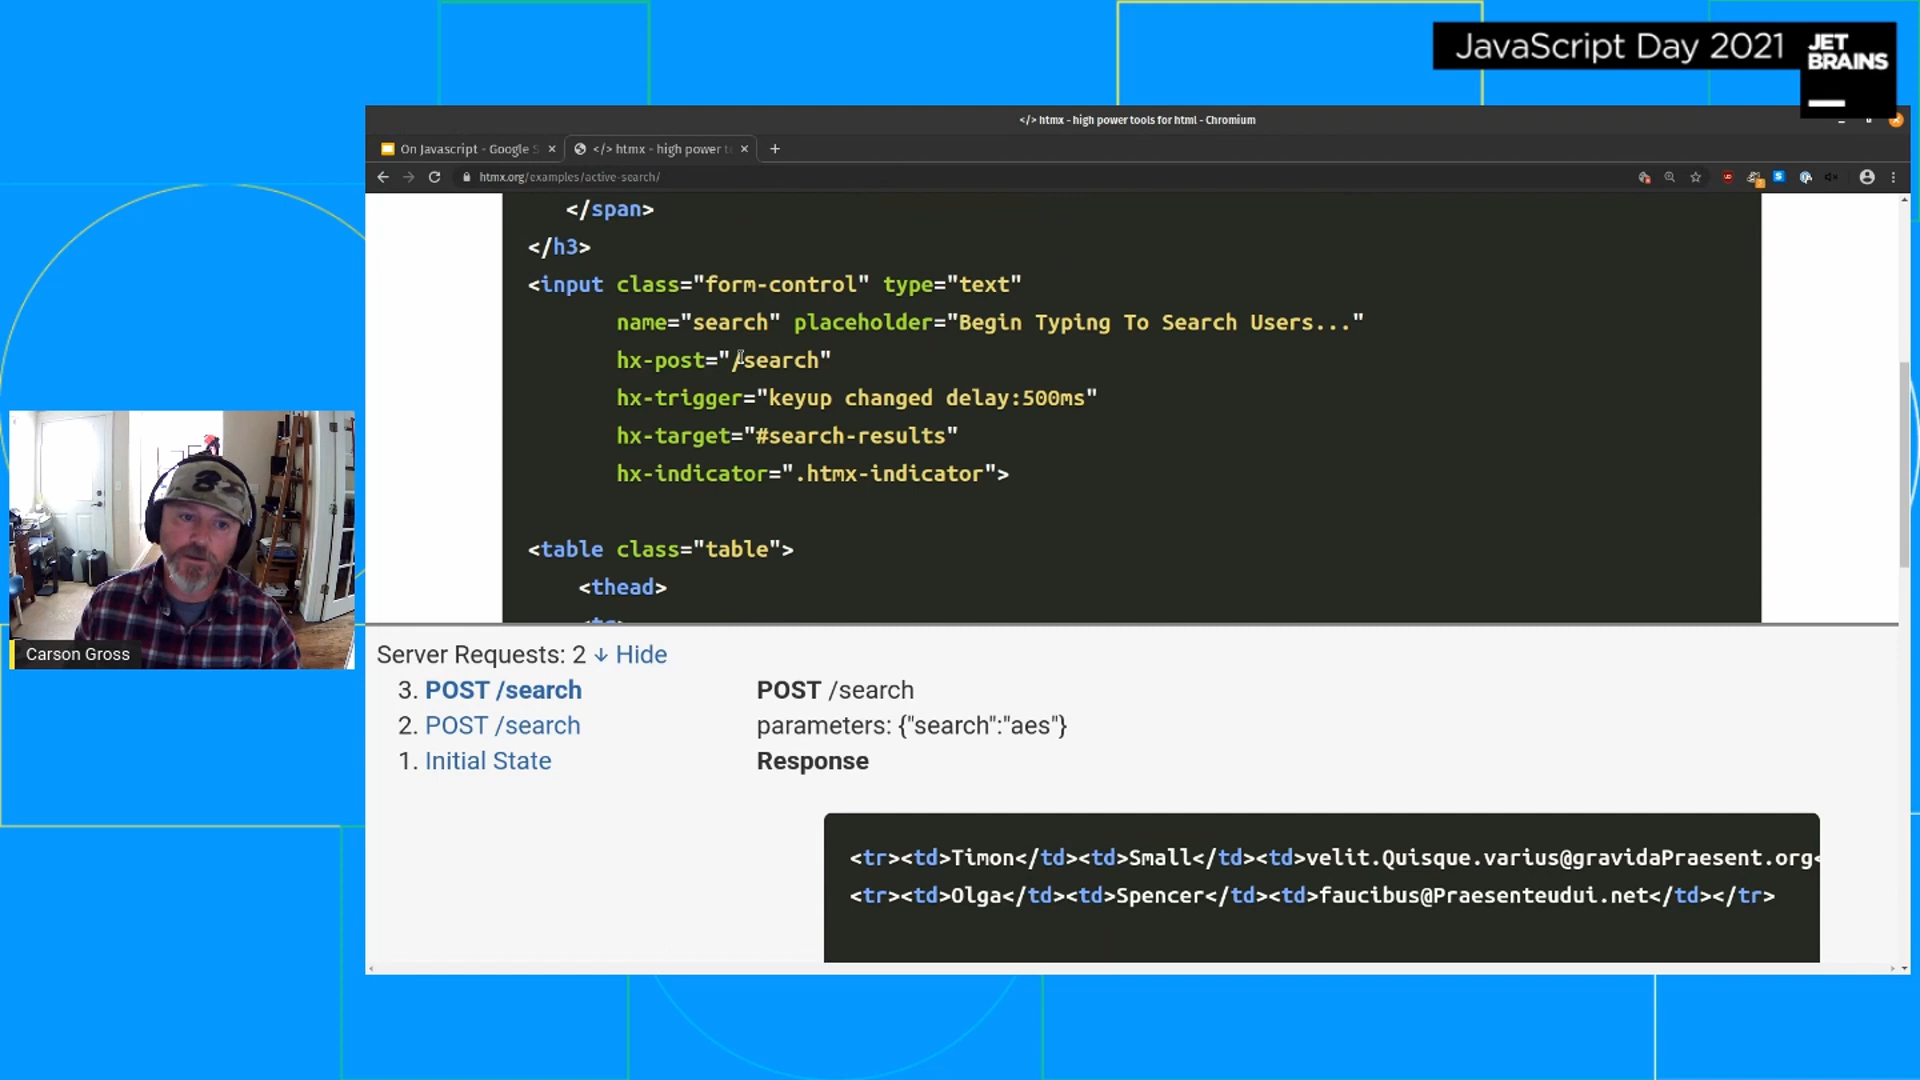 JavaScript Day 2021
JET
BRAINS
</> htmx - high power tools for html - Chromium
On Javascript - Google S
</> htmx - high power t
htmx.org/examples/active-search/
</span>
</h3>
<input class="form-control" type="text"
name="search" placeholder="Begin Typing To Search Users..."
hx-post="/search"
hx-trigger="keyup changed delay:500ms"
hx-target="#search-results"
hx-indicator=".htmx-indicator">
<table class="table">
<thead>
<tr>
Carson Gross
Server Requests: 2 ↓ Hide
3. POST /search
2. POST /search
1. Initial State
POST /search
parameters: {"search":"aes"}
Response
<tr><td>Timon</td><td>Small</td><td>velit.Quisque.varius@gravidaPraesent.org<
<tr><td>Olga</td><td>Spencer</td><td>faucibus@Praesenteudui.net</td></tr>